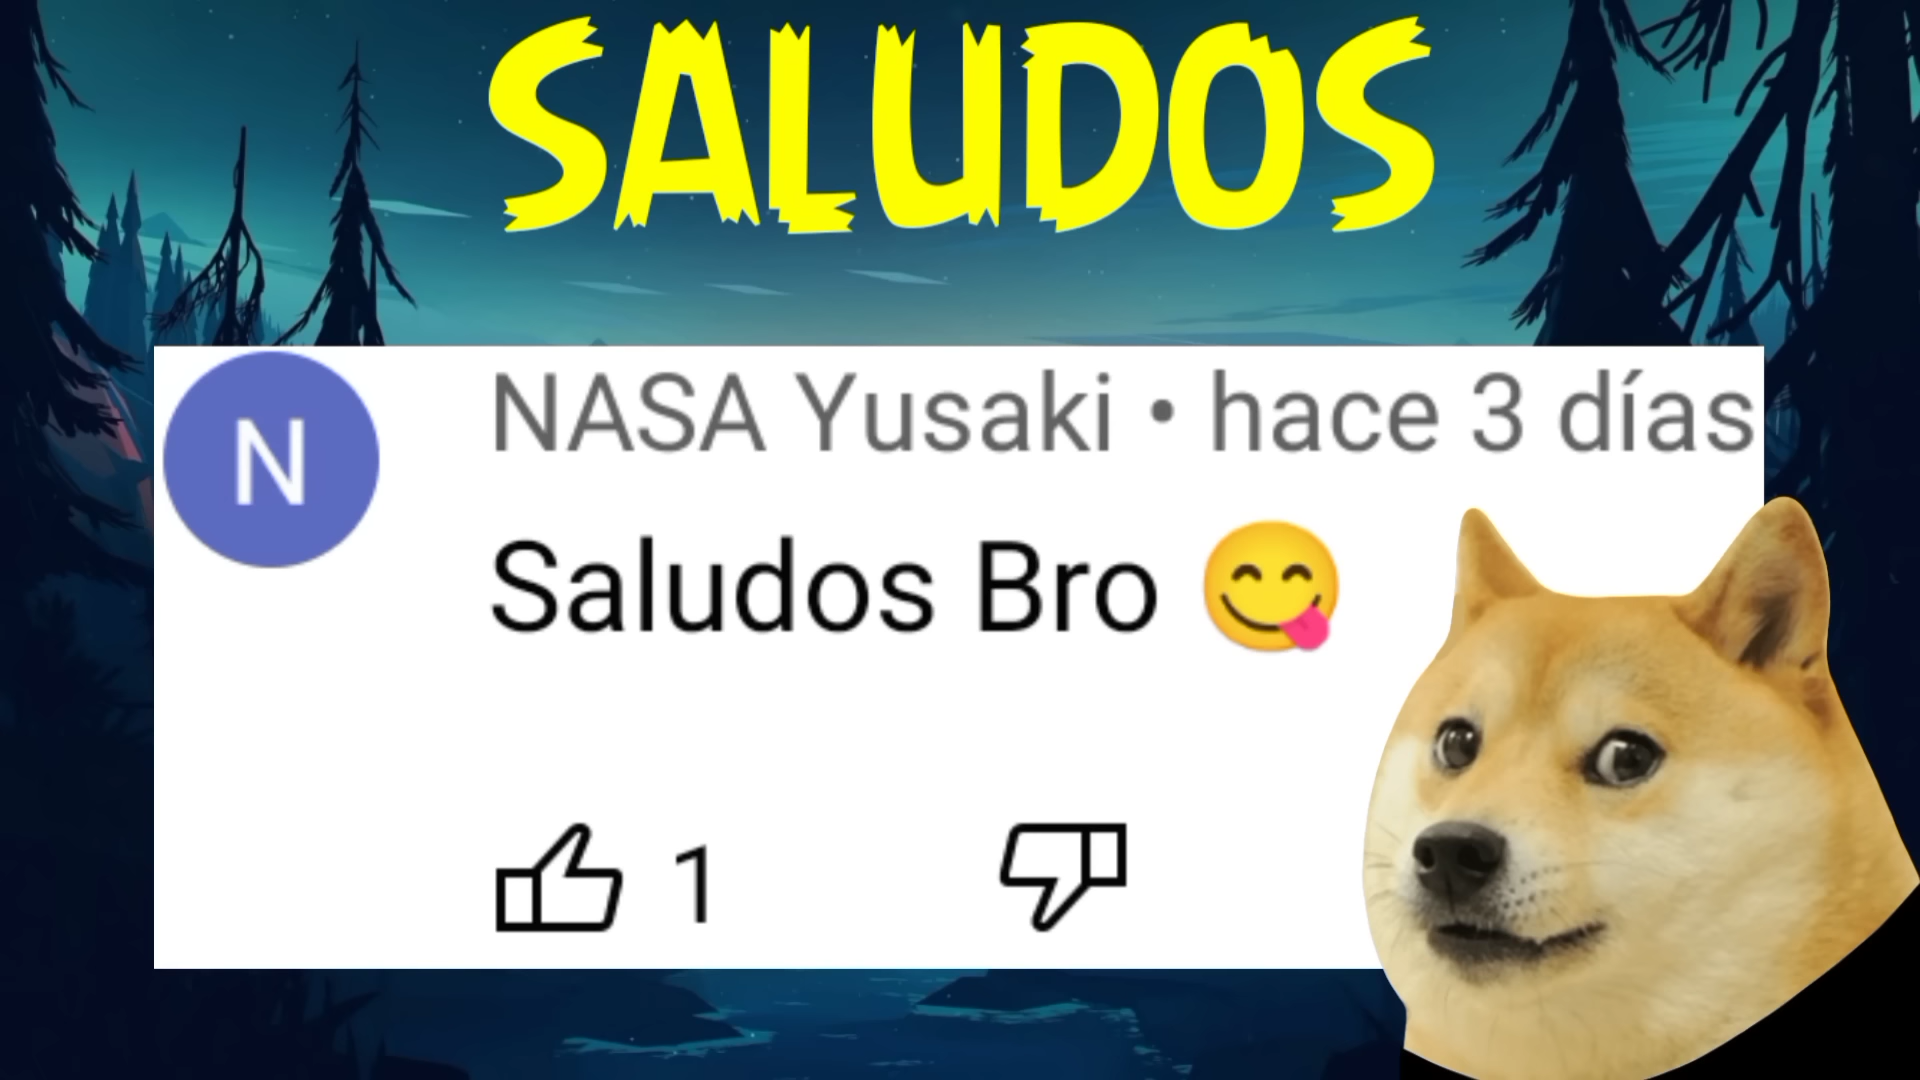 SALUDOS
N
NASA Yusaki • hace 3 días
Saludos Bro 😋
1